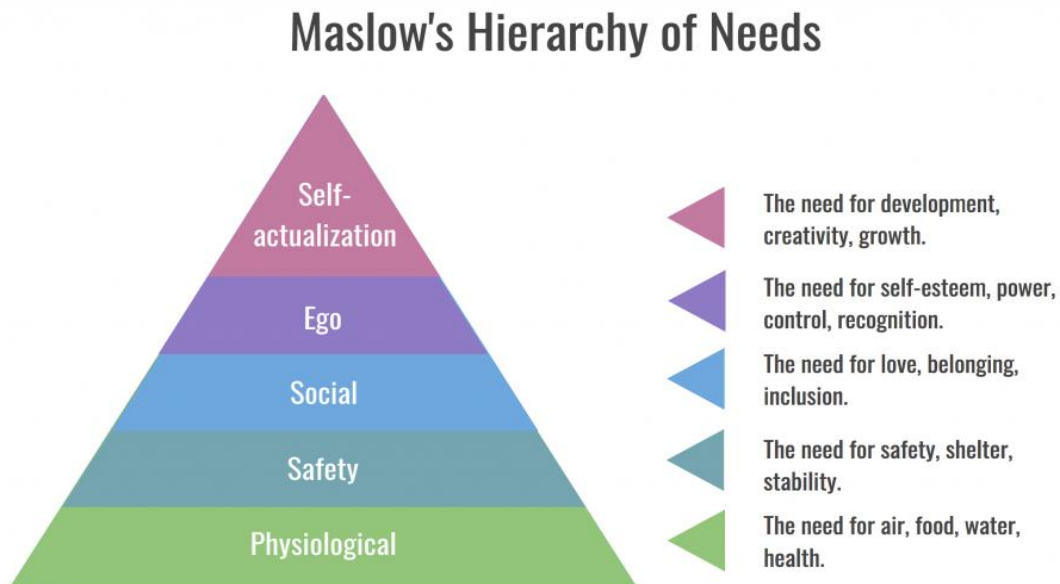 Maslow's Hierarchy of Needs
Self-
actualization
The need for development,
creativity, growth.
Ego
The need for self-esteem, power,
control, recognition.
Social
The need for love, belonging,
inclusion.
Safety
The need for safety, shelter,
stability.
Physiological
The need for air, food, water,
health.